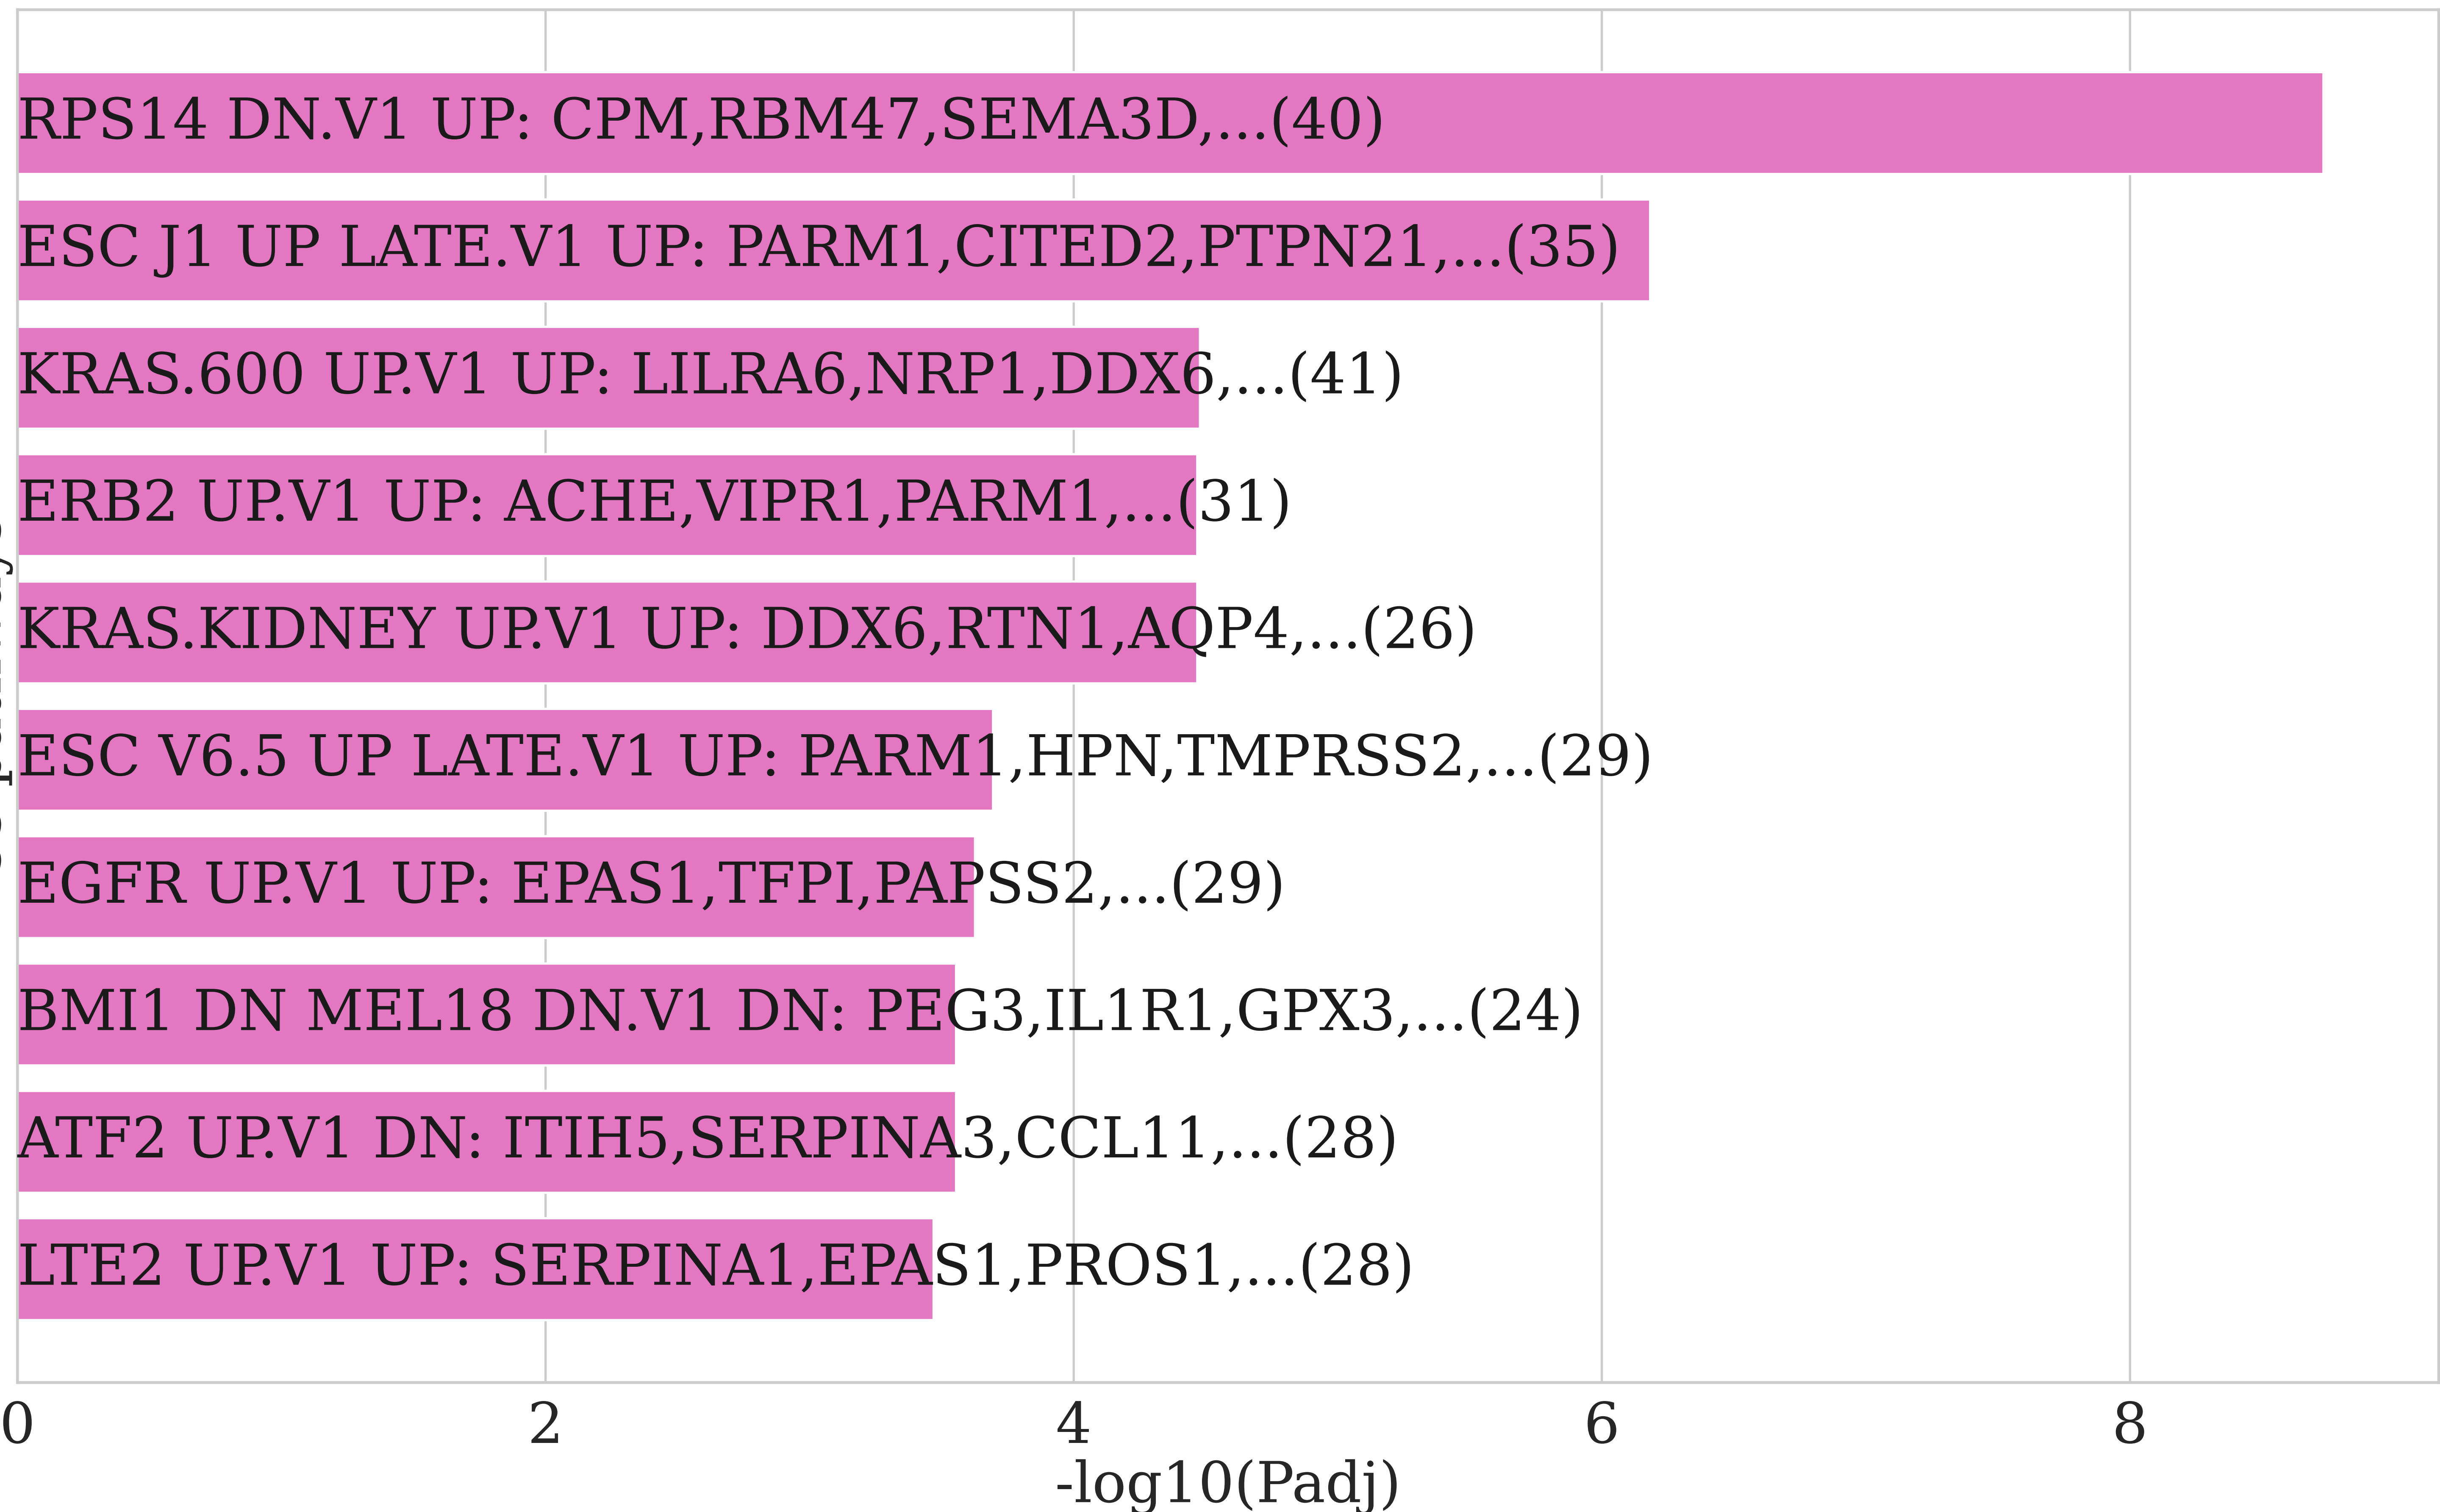 RPS14 DN.V1 UP: CPM,RBM47,SEMA3D,...(40)
ESC J1 UP LATE.V1 UP: PARM1,CITED2,PTPN21,...(35)
KRAS.600 UP.V1 UP: LILRA6,NRP1,DDX6,...(41)
ERB2 UP.V1 UP: ACHE,VIPR1,PARM1,...(31)
KRAS.KIDNEY UP.V1 UP: DDX6,RTN1,AQP4,...(26)
ESC V6.5 UP LATE.V1 UP: PARM1,HPN,TMPRSS2,...(29)
EGFR UP.V1 UP: EPAS1,TFPI,PAPSS2,...(29)
BMI1 DN MEL18 DN.V1 DN: PEG3,IL1R1,GPX3,...(24)
ATF2 UP.V1 DN: ITIH5,SERPINA3,CCL11,...(28)
LTE2 UP.V1 UP: SERPINA1,EPAS1,PROS1,...(28)
0 2 4 6 8
-log10(Padj)